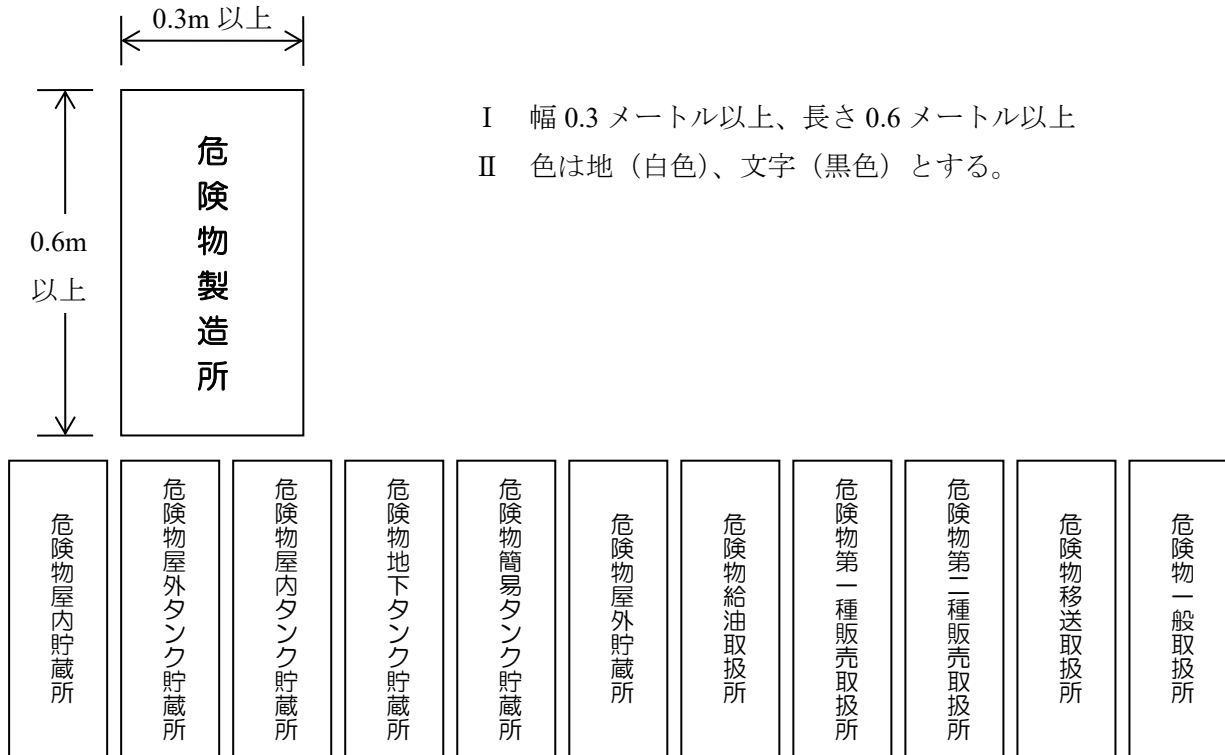 0.3m 以上
0.6m
以上
危険物製造所
Ⅰ 幅 0.3 メートル以上、長さ 0.6 メートル以上
Ⅱ 色は地（白色）、文字（黒色）とする。
危険物屋内貯蔵所
危険物屋外タンク貯蔵所
危険物屋内タンク貯蔵所
危険物地下タンク貯蔵所
危険物簡易タンク貯蔵所
危険物屋外貯蔵所
危険物給油取扱所
危険物第一種販売取扱所
危険物第二種販売取扱所
危険物移送取扱所
危険物一般取扱所